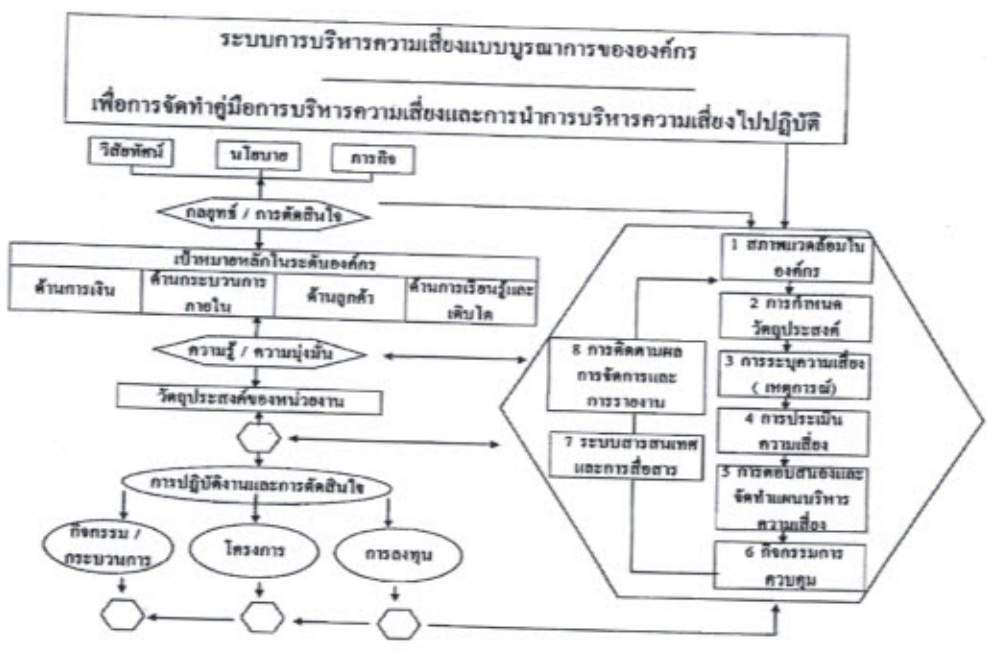 ระบบการบริหารความเสี่ยงแบบบูรณาการขององค์กร
เพื่อการจัดทำคู่มือการบริหารความเสี่ยงและการนำการบริหารความเสี่ยงไปปฏิบัติ
วิสัยทัศน์
นโยบาย
ภารกิจ
กลยุทธ์ / การตัดสินใจ
เป้าหมายหลักในระดับองค์กร
ด้านการเงิน
ด้านกระบวนการ
ภายใน
ด้านลูกค้า
ด้านการเรียนรู้และ
เติบโต
ความรู้ / ความมุ่งมั่น
วัตถุประสงค์ของหน่วยงาน
การปฏิบัติงานและการตัดสินใจ
กิจกรรม /
กระบวนการ
โครงการ
การลงทุน
1 สภาพแวดล้อมใน
องค์กร
2 การกำหนด
วัตถุประสงค์
3 การระบุความเสี่ยง
( เหตุการณ์)
4 การประเมิน
ความเสี่ยง
5 การตอบสนองและ
จัดทำแผนบริหาร
ความเสี่ยง
6 กิจกรรมการ
ควบคุม
7 ระบบสารสนเทศ
และการสื่อสาร
8 การติดตามผล
การจัดการและ
การรายงาน